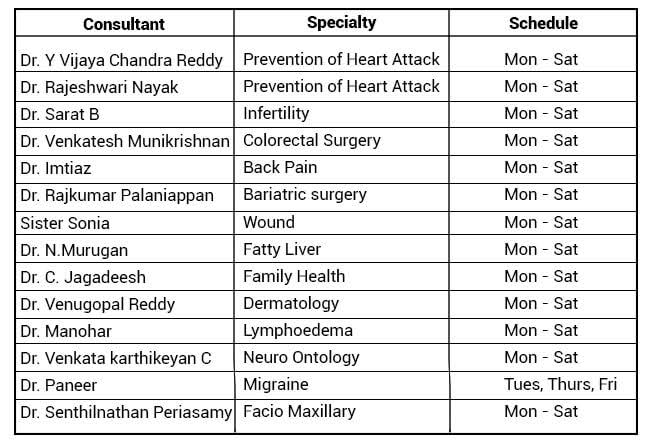 Consultant Specialty Schedule
Dr. Y Vijaya Chandra Reddy Prevention of Heart Attack Mon - Sat
Dr. Rajeshwari Nayak Prevention of Heart Attack Mon - Sat
Dr. Sarat B Infertility Mon - Sat
Dr. Venkatesh Munikrishnan Colorectal Surgery Mon - Sat
Dr. Imtiaz Back Pain Mon - Sat
Dr. Rajkumar Palaniappan Bariatric surgery Mon - Sat
Sister Sonia Wound Mon - Sat
Dr. N.Murugan Fatty Liver Mon - Sat
Dr. C. Jagadeesh Family Health Mon - Sat
Dr. Venugopal Reddy Dermatology Mon - Sat
Dr. Manohar Lymphoedema Mon - Sat
Dr. Venkata karthikeyan C Neuro Ontology Mon - Sat
Dr. Paneer Migraine Tues, Thurs, Fri
Dr. Senthilnathan Periasamy Facio Maxillary Mon - Sat